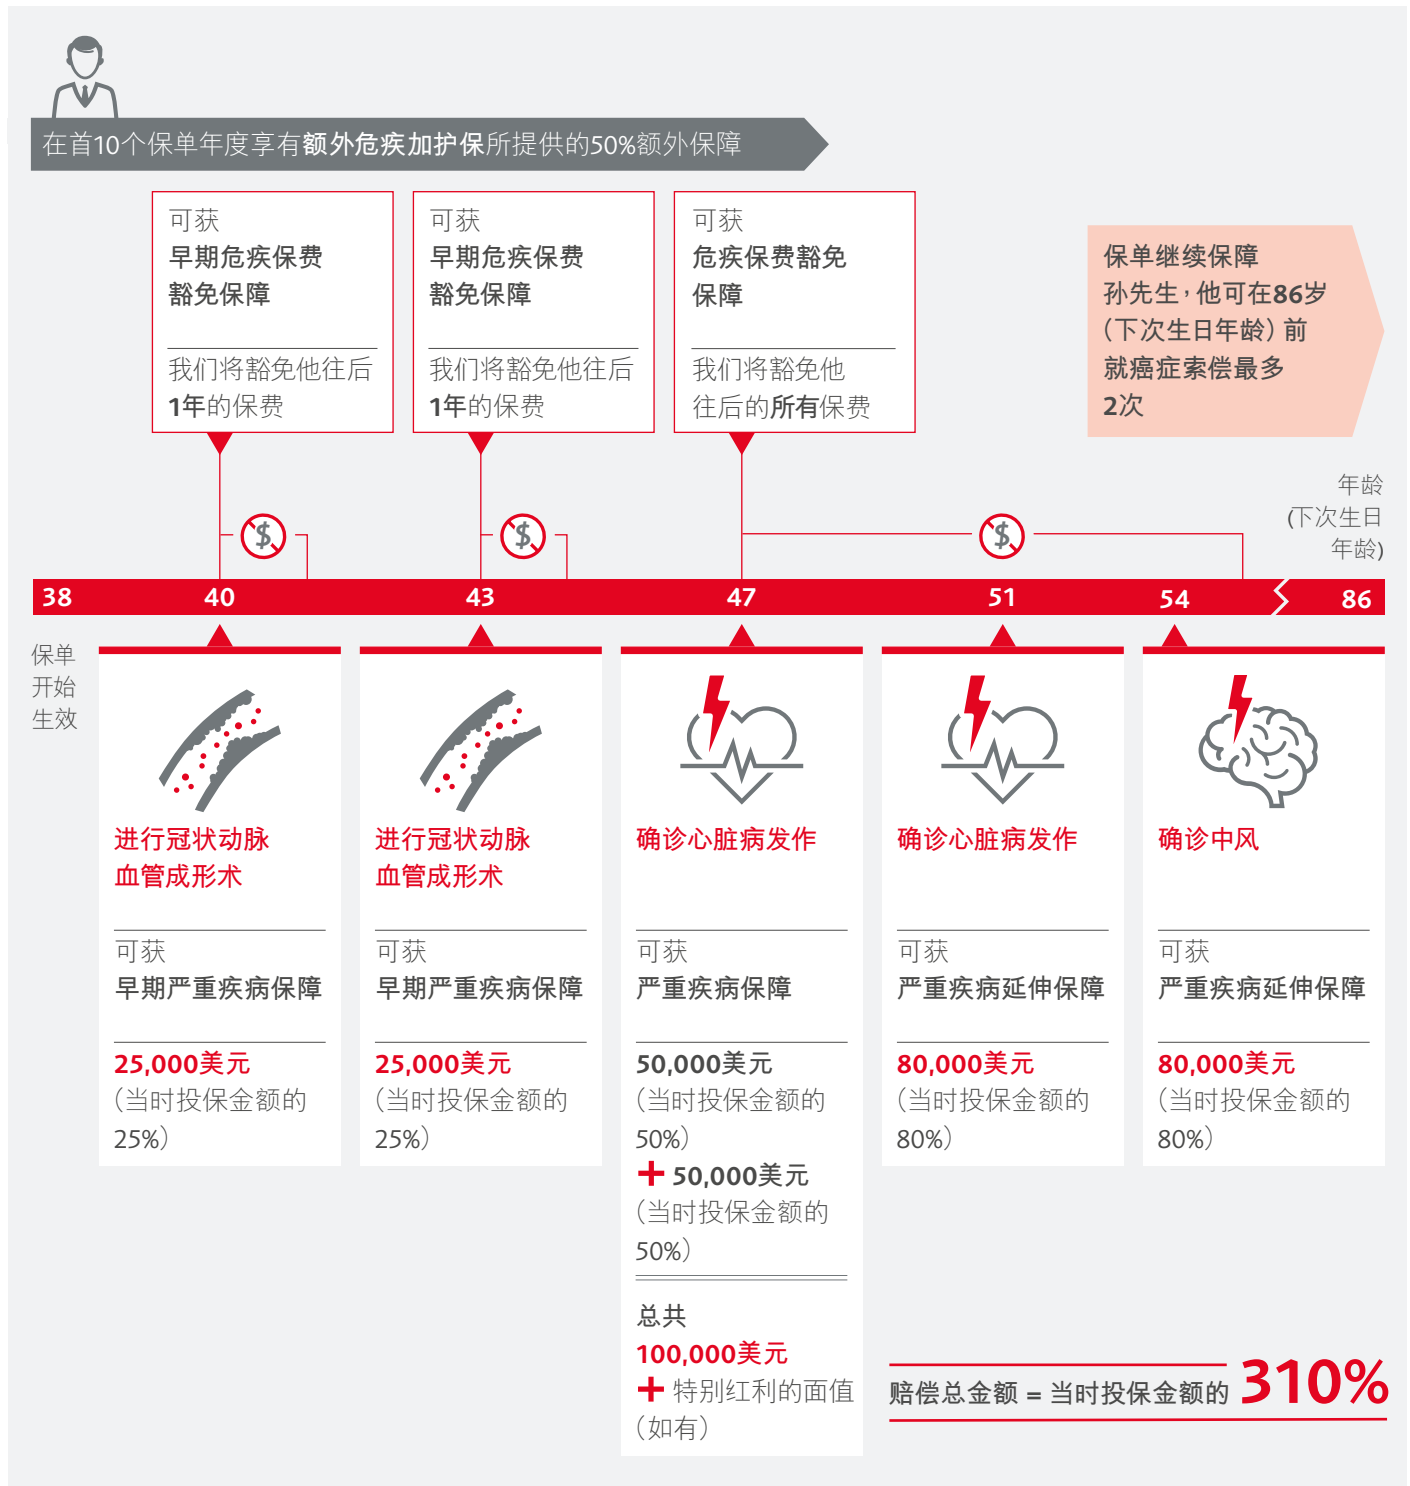 在首10个保单年度享有额外危疾加护保所提供的50%额外保障
可获
早期危疾保费
豁免保障
我们将豁免他往后
1年的保费
可获
早期危疾保费
豁免保障
我们将豁免他往后
1年的保费
可获
危疾保费豁免
保障
我们将豁免他
往后的所有保费
保单继续保障
孙先生，他可在86岁
（下次生日年龄）前
就癌症索偿最多
2次
年龄
(下次生日
年龄)
$
$
$
38
40
43
47
51
54
86
保单
开始
生效
进行冠状动脉
血管成形术
可获
早期严重疾病保障
25,000美元
（当时投保金额的
25%）
进行冠状动脉
血管成形术
可获
早期严重疾病保障
25,000美元
（当时投保金额的
25%）
确诊心脏病发作
可获
严重疾病保障
50,000美元
（当时投保金额的
50%）
+ 50,000美元
（当时投保金额的
50%）
总共
100,000美元
+ 特别红利的面值
（如有）
确诊心脏病发作
可获
严重疾病延伸保障
80,000美元
（当时投保金额的
80%）
确诊中风
可获
严重疾病延伸保障
80,000美元
（当时投保金额的
80%）
赔偿总金额 = 当时投保金额的 310%